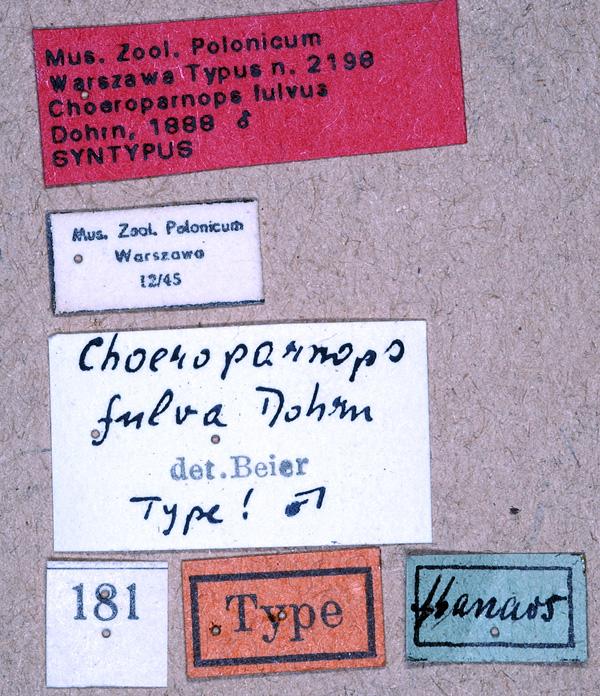 Mus. Zool. Polonicum
Warszawa Typus n. 2198
Choeroparnops fulvus
Dohrn, 1888 ♂
SYNTYPUS
Mus. Zool. Polonicum
Warszawa
12/45
Choeroparnops
fulva Dohrn
det. Beier
Type! ♂
181
Type
Manaos